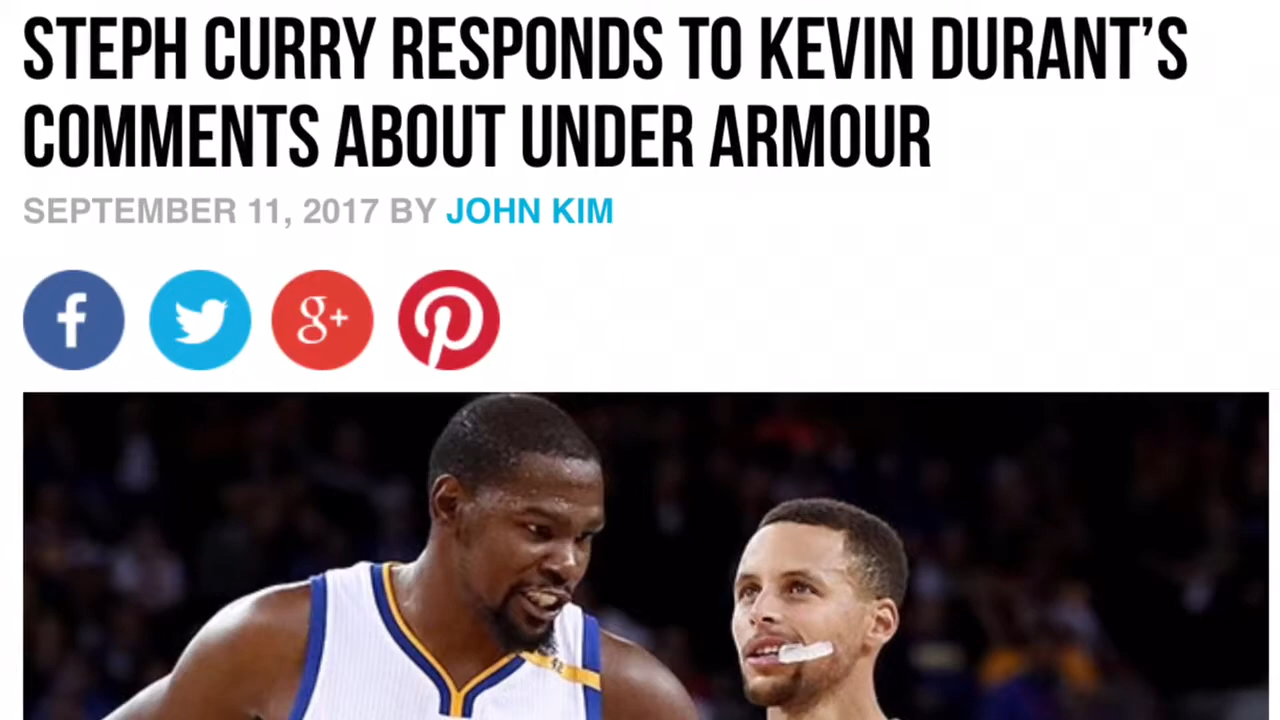 STEPH CURRY RESPONDS TO KEVIN DURANT'S
COMMENTS ABOUT UNDER ARMOUR
SEPTEMBER 11, 2017 BY JOHN KIM
f g+